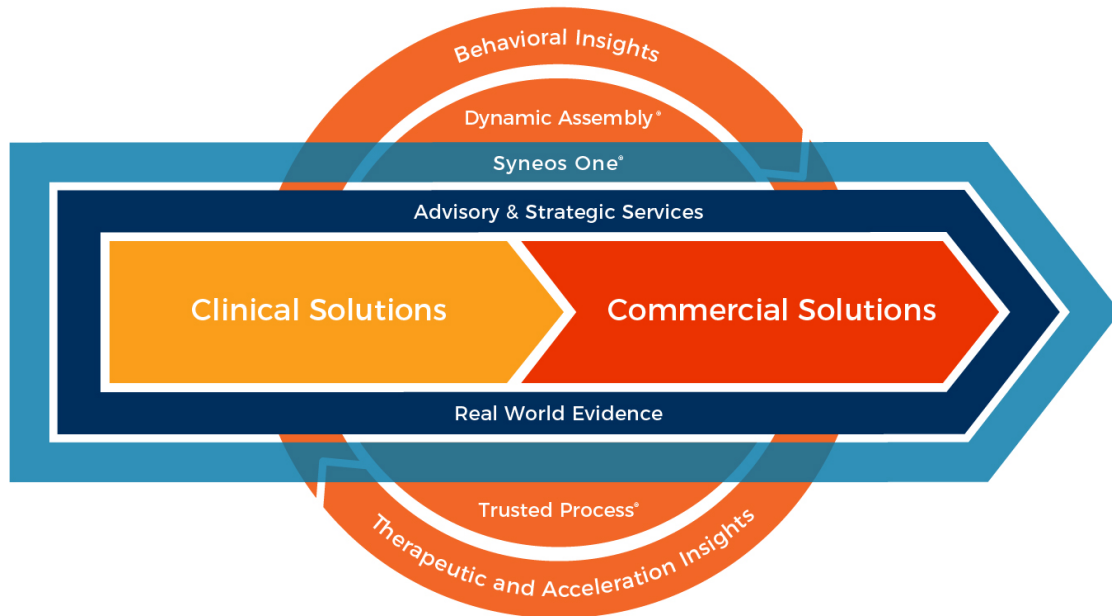 Behavioral Insights
Dynamic Assembly®
Syneos One®
Advisory & Strategic Services
Clinical Solutions
Commercial Solutions
Real World Evidence
Trusted Process®
Therapeutic and Acceleration Insights